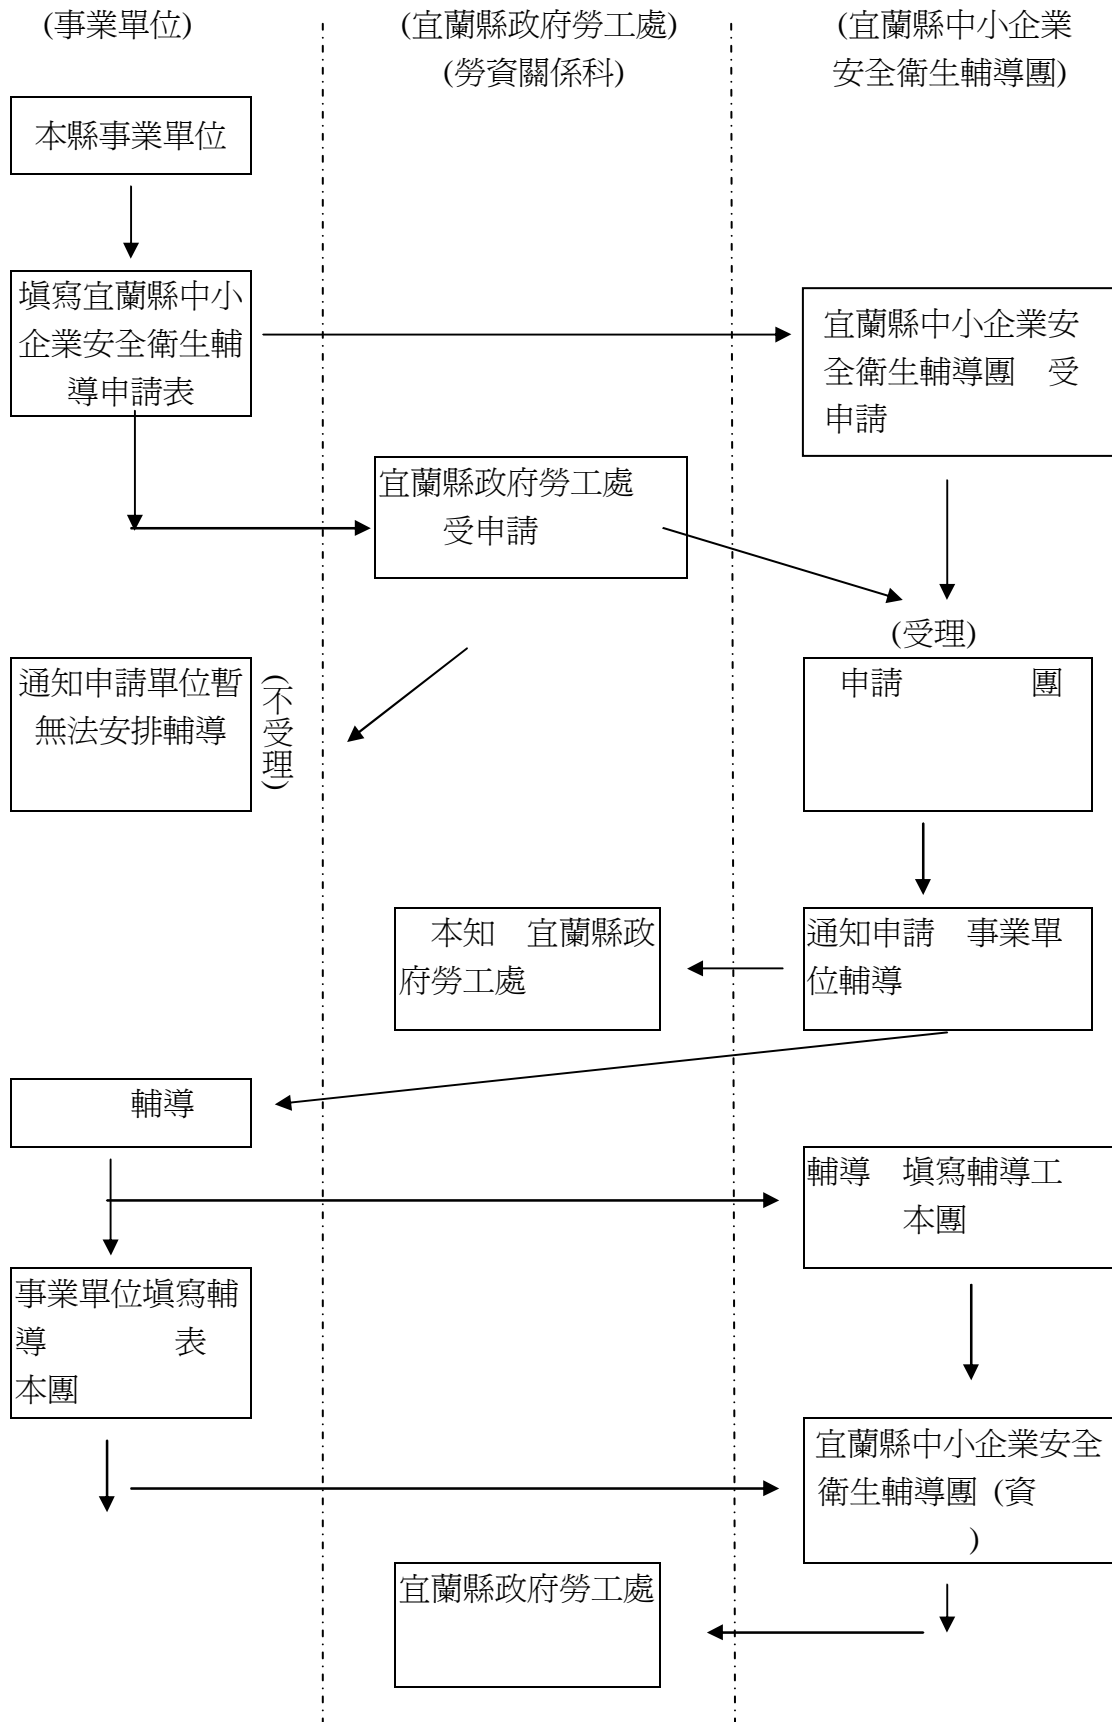 (事業單位)
(宜蘭縣政府勞工處)
(勞資關係科)
(宜蘭縣中小企業
安全衛生輔導團)
本縣事業單位
填寫宜蘭縣中小
企業安全衛生輔
導申請表
宜蘭縣中小企業安
全衛生輔導團　受
申請
宜蘭縣政府勞工處
受申請
(受理)
通知申請單位暫
無法安排輔導
(不受理)
申請　　　　團
本知　宜蘭縣政
府勞工處
通知申請　事業單
位輔導
輔導
輔導　填寫輔導工
本團
事業單位填寫輔
導　　　　表
本團
宜蘭縣中小企業安全
衛生輔導團 (資
)
宜蘭縣政府勞工處